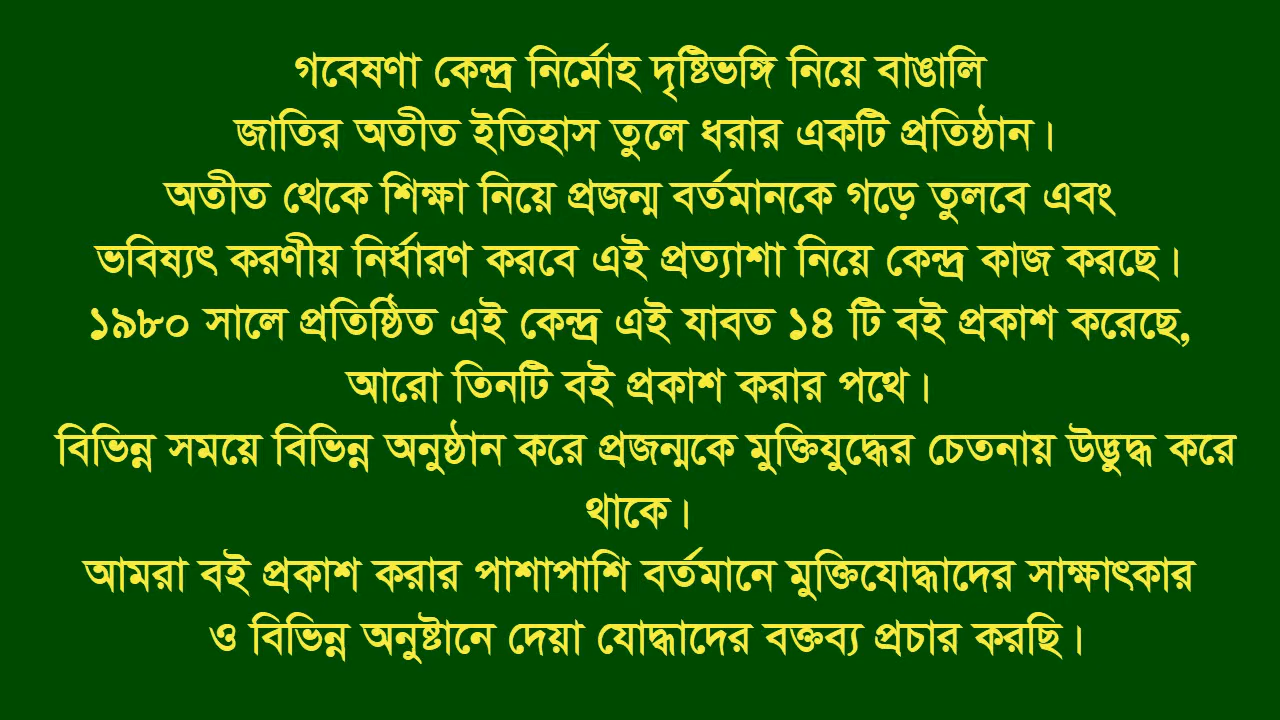 গবেষণা কেন্দ্র নির্মোহ দৃষ্টিভঙ্গি নিয়ে বাঙালি
জাতির অতীত ইতিহাস তুলে ধরার একটি প্রতিষ্ঠান।
অতীত থেকে শিক্ষা নিয়ে প্রজন্ম বর্তমানকে গড়ে তুলবে এবং
ভবিষ্যৎ করণীয় নির্ধারণ করবে এই প্রত্যাশা নিয়ে কেন্দ্র কাজ করছে।
১৯৮০ সালে প্রতিষ্ঠিত এই কেন্দ্র এই যাবত ১৪ টি বই প্রকাশ করেছে,
আরো তিনটি বই প্রকাশ করার পথে।
বিভিন্ন সময়ে বিভিন্ন অনুষ্ঠান করে প্রজন্মকে মুক্তিযুদ্ধের চেতনায় উদ্ভুদ্ধ করে
থাকে।
আমরা বই প্রকাশ করার পাশাপাশি বর্তমানে মুক্তিযোদ্ধাদের সাক্ষাৎকার
ও বিভিন্ন অনুষ্টানে দেয়া যোদ্ধাদের বক্তব্য প্রচার করছি।